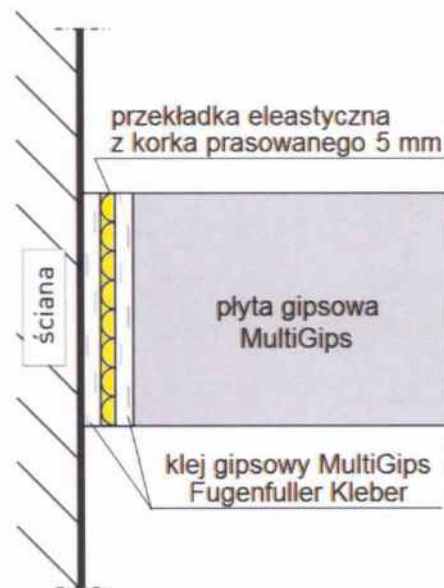 przekładka eleastyczna
z korka prasowanego 5 mm
ściana
płyta gipsowa
MultiGips
klej gipsowy MultiGips
Fugenfuller Kleber